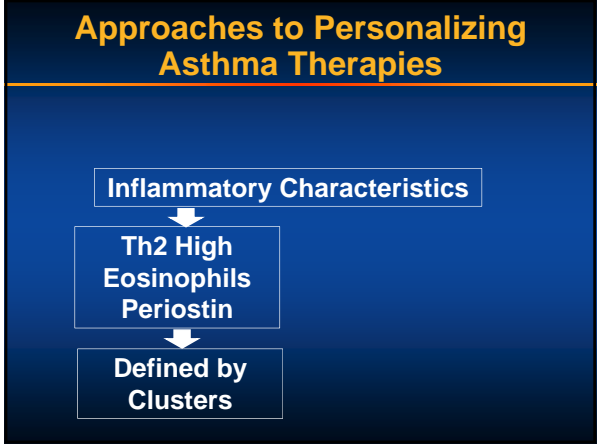 Approaches to Personalizing
Asthma Therapies
Inflammatory Characteristics
Th2 High
Eosinophils
Periostin
Defined by
Clusters